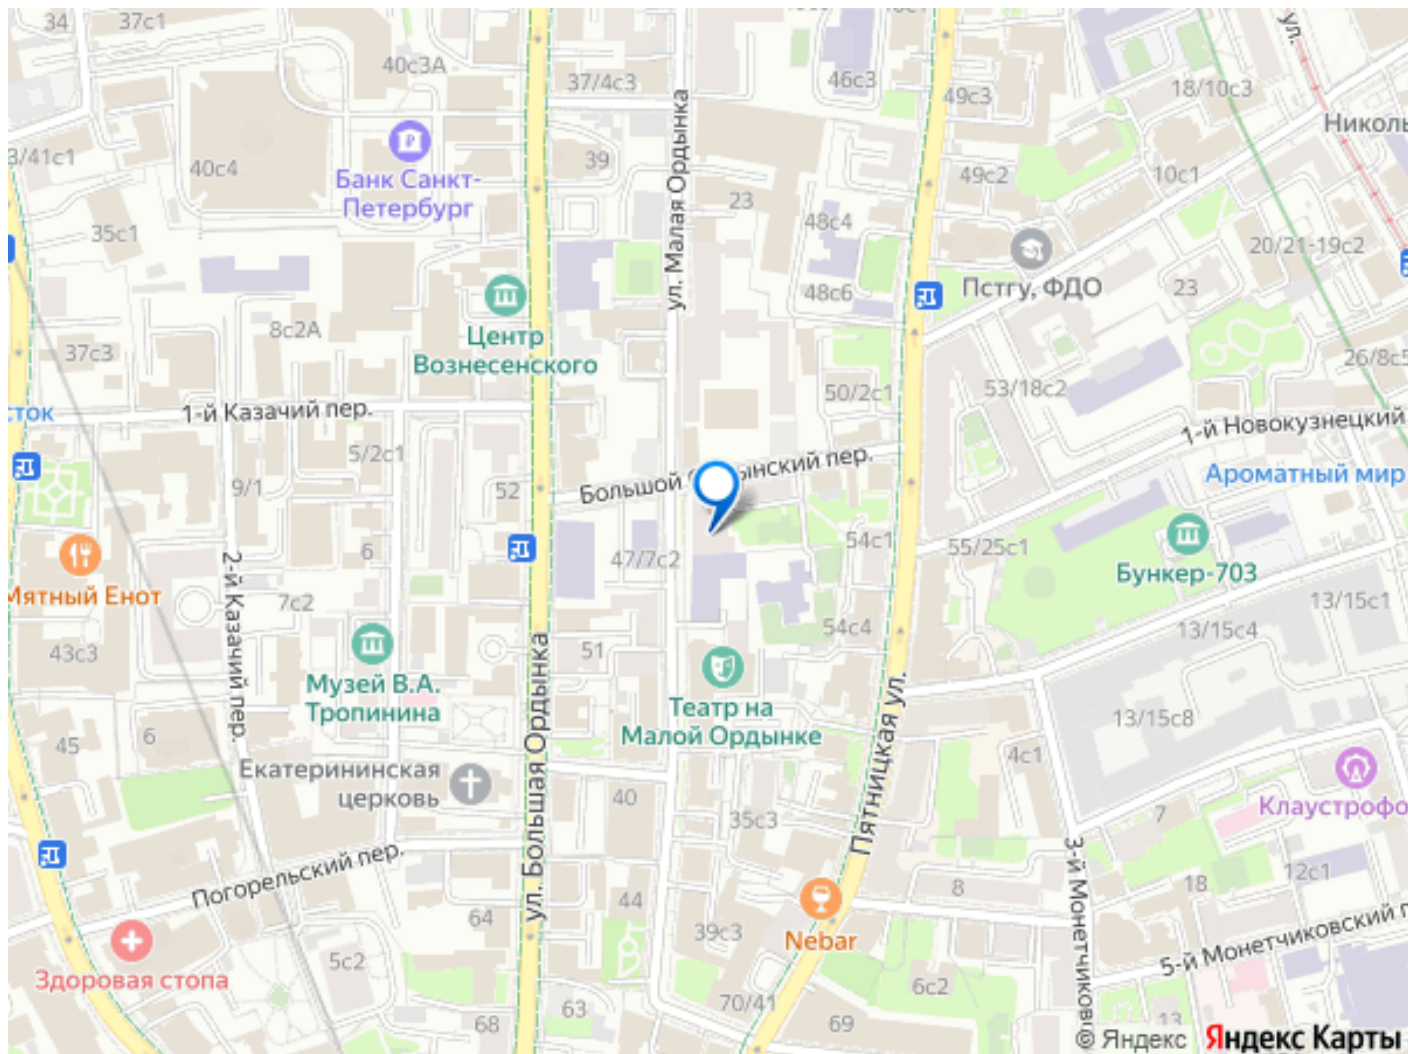 34
37с1
40с3А
37/4с3
46с3
49с3
18/10с3
Николь
3/41с1
40с4
Банк Санкт-
Петербург
39
ул. Малая Ордынка
23
49с2
10с1
ул.
35с1
48с4
20/21-19с2
Пстгу, ФДО
48с6
23
Центр
Вознесенского
8с2А
37с3
26/8с5
50/2с1
53/18с2
сток
1-й Казачий пер.
1-й Новокузнецкий
5/2с1
9/1
52
Большой
ынский пер.
Ароматный мир
54с1
55/25с1
6
47/7с2
Бункер-703
Мятный Енот
2-й Казачий пер.
7с2
13/15с1
13/15с4
54с4
43с3
51
Музей В.А.
Тропинина
ул. Большая Ордынка
Театр на
Малой Ордынке
Пятницкая ул.
13/15с8
45
6
4с1
Екатерининская
церковь
40
35с3
7
Клаустрофо
Погорельский пер.
3-й Монетчиковс
12с1
18
8
64
44
39с3
Nebar
5-й Монетчиковский п
Здоровая стопа
5с2
6с2
68
63
70/41
69
13
© Яндекс
Яндекс Карты